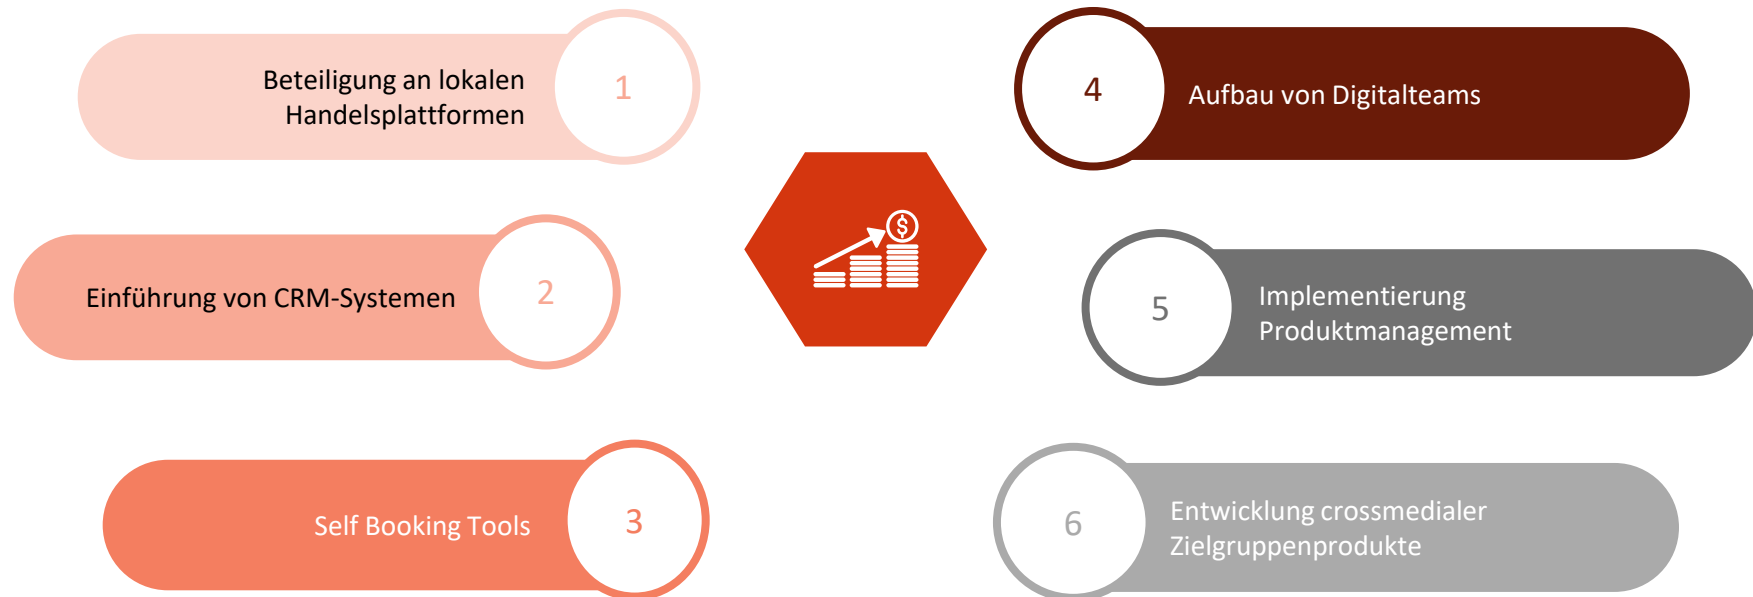 Beteiligung an lokalen
Handelsplattformen
1
Einführung von CRM-Systemen
2
Self Booking Tools
3
$
4
Aufbau von Digitalteams
5
Implementierung
Produktmanagement
6
Entwicklung crossmedialer
Zielgruppenprodukte